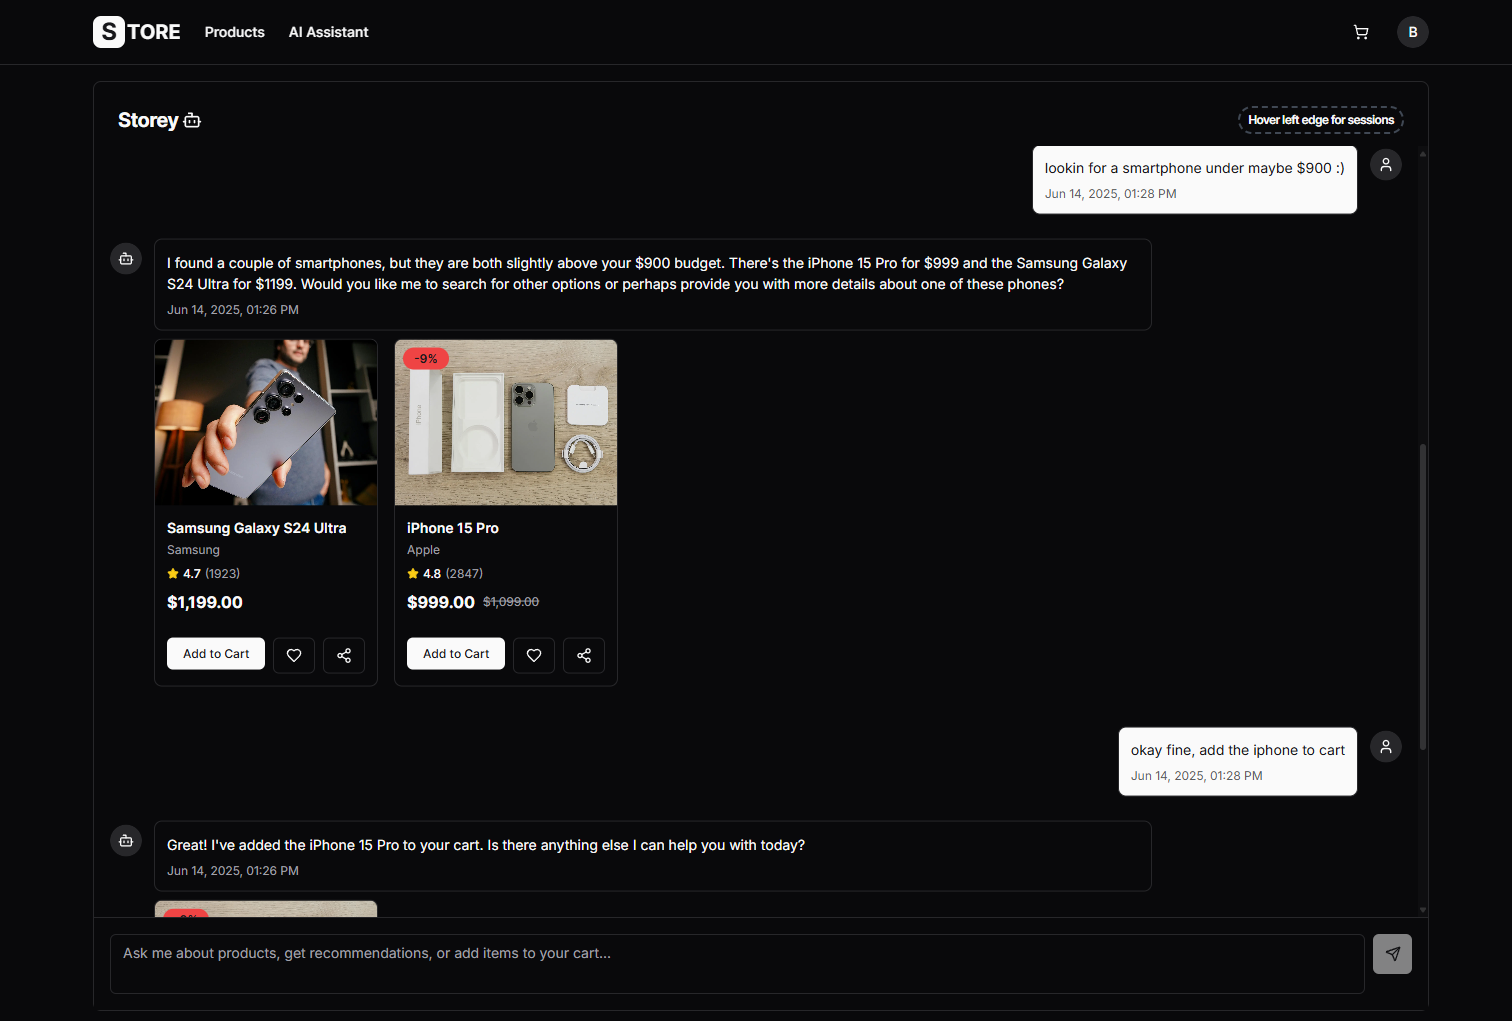 STORE
Products
AI Assistant
B
Storey
Hover left edge for sessions
lookin for a smartphone under maybe $900 :)
Jun 14, 2025, 01:28 PM
I found a couple of smartphones, but they are both slightly above your $900 budget. There's the iPhone 15 Pro for $999 and the Samsung Galaxy
S24 Ultra for $1199. Would you like me to search for other options or perhaps provide you with more details about one of these phones?
Jun 14, 2025, 01:26 PM
-9%
iPhone
Samsung Galaxy S24 Ultra
Samsung
4.7 (1923)
$1,199.00
Add to Cart
iPhone 15 Pro
Apple
4.8 (2847)
$999.00 $1,099.00
Add to Cart
okay fine, add the iphone to cart
Jun 14, 2025, 01:28 PM
Great! I've added the iPhone 15 Pro to your cart. Is there anything else I can help you with today?
Jun 14, 2025, 01:26 PM
Ask me about products, get recommendations, or add items to your cart...